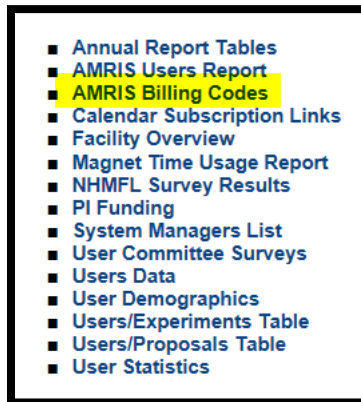 Annual Report Tables
AMRIS Users Report
AMRIS Billing Codes
Calendar Subscription Links
Facility Overview
Magnet Time Usage Report
NHMFL Survey Results
PI Funding
System Managers List
User Committee Surveys
Users Data
User Demographics
Users/Experiments Table
Users/Proposals Table
User Statistics